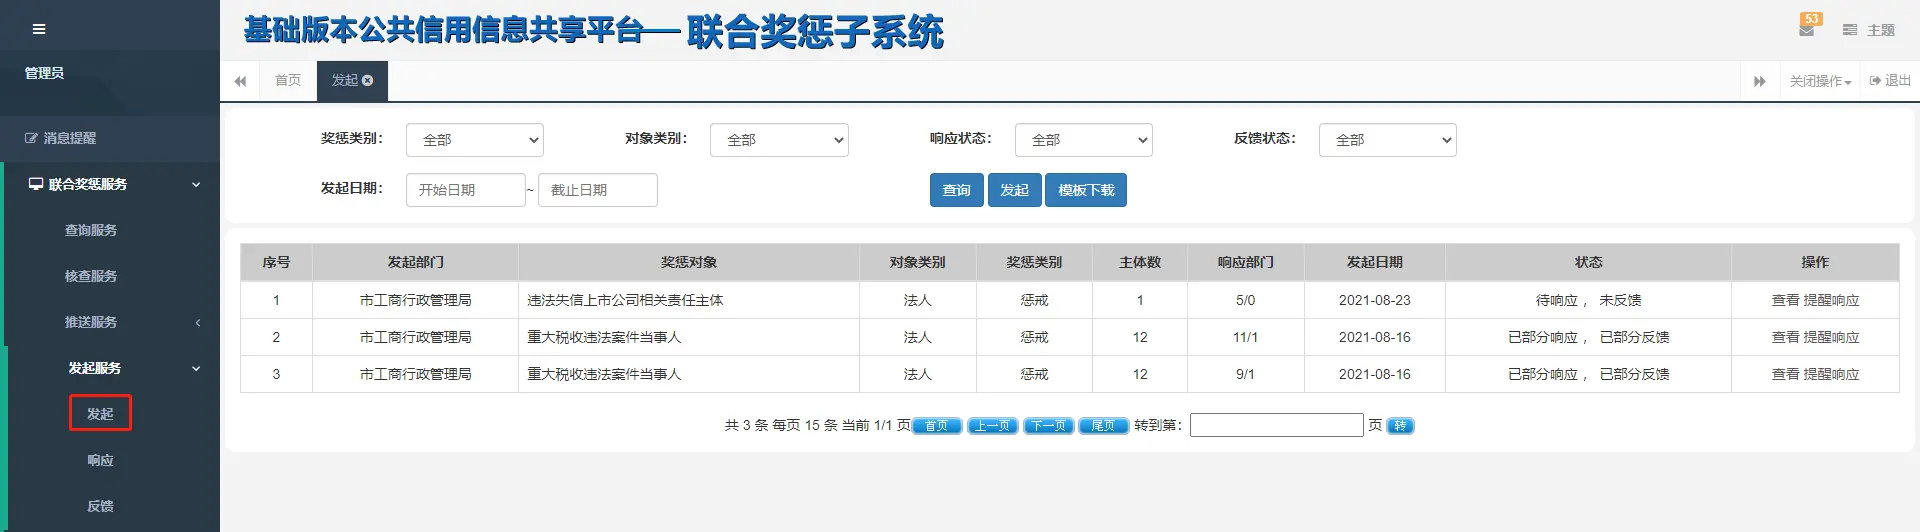 基础版本公共信用信息共享平台— 联合奖惩子系统
53
主题
管理员
首页
发起
关闭操作
退出
消息提醒
联合奖惩服务
查询服务
核查服务
推送服务
发起服务
发起
响应
反馈
奖惩类别： 全部 对象类别： 全部 响应状态： 全部 反馈状态： 全部
发起日期： 开始日期 ~ 截止日期 查询 发起 模板下载
序号 发起部门 奖惩对象 对象类别 奖惩类别 主体数 响应部门 发起日期 状态 操作
1 市工商行政管理局 违法失信上市公司相关责任主体 法人 惩戒 1 5/0 2021-08-23 待响应， 未反馈 查看 提醒响应
2 市工商行政管理局 重大税收违法案件当事人 法人 惩戒 12 11/1 2021-08-16 已部分响应， 已部分反馈 查看 提醒响应
3 市工商行政管理局 重大税收违法案件当事人 法人 惩戒 12 9/1 2021-08-16 已部分响应， 已部分反馈 查看 提醒响应
共 3 条 每页 15 条 当前 1/1 页 首页 上一页 下一页 尾页 转到第： 页 转